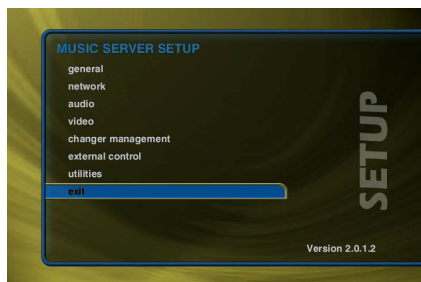 MUSIC SERVER SETUP
general
network
audio
video
changer management
external control
utilities
exit
SETUP
Version 2.0.1.2